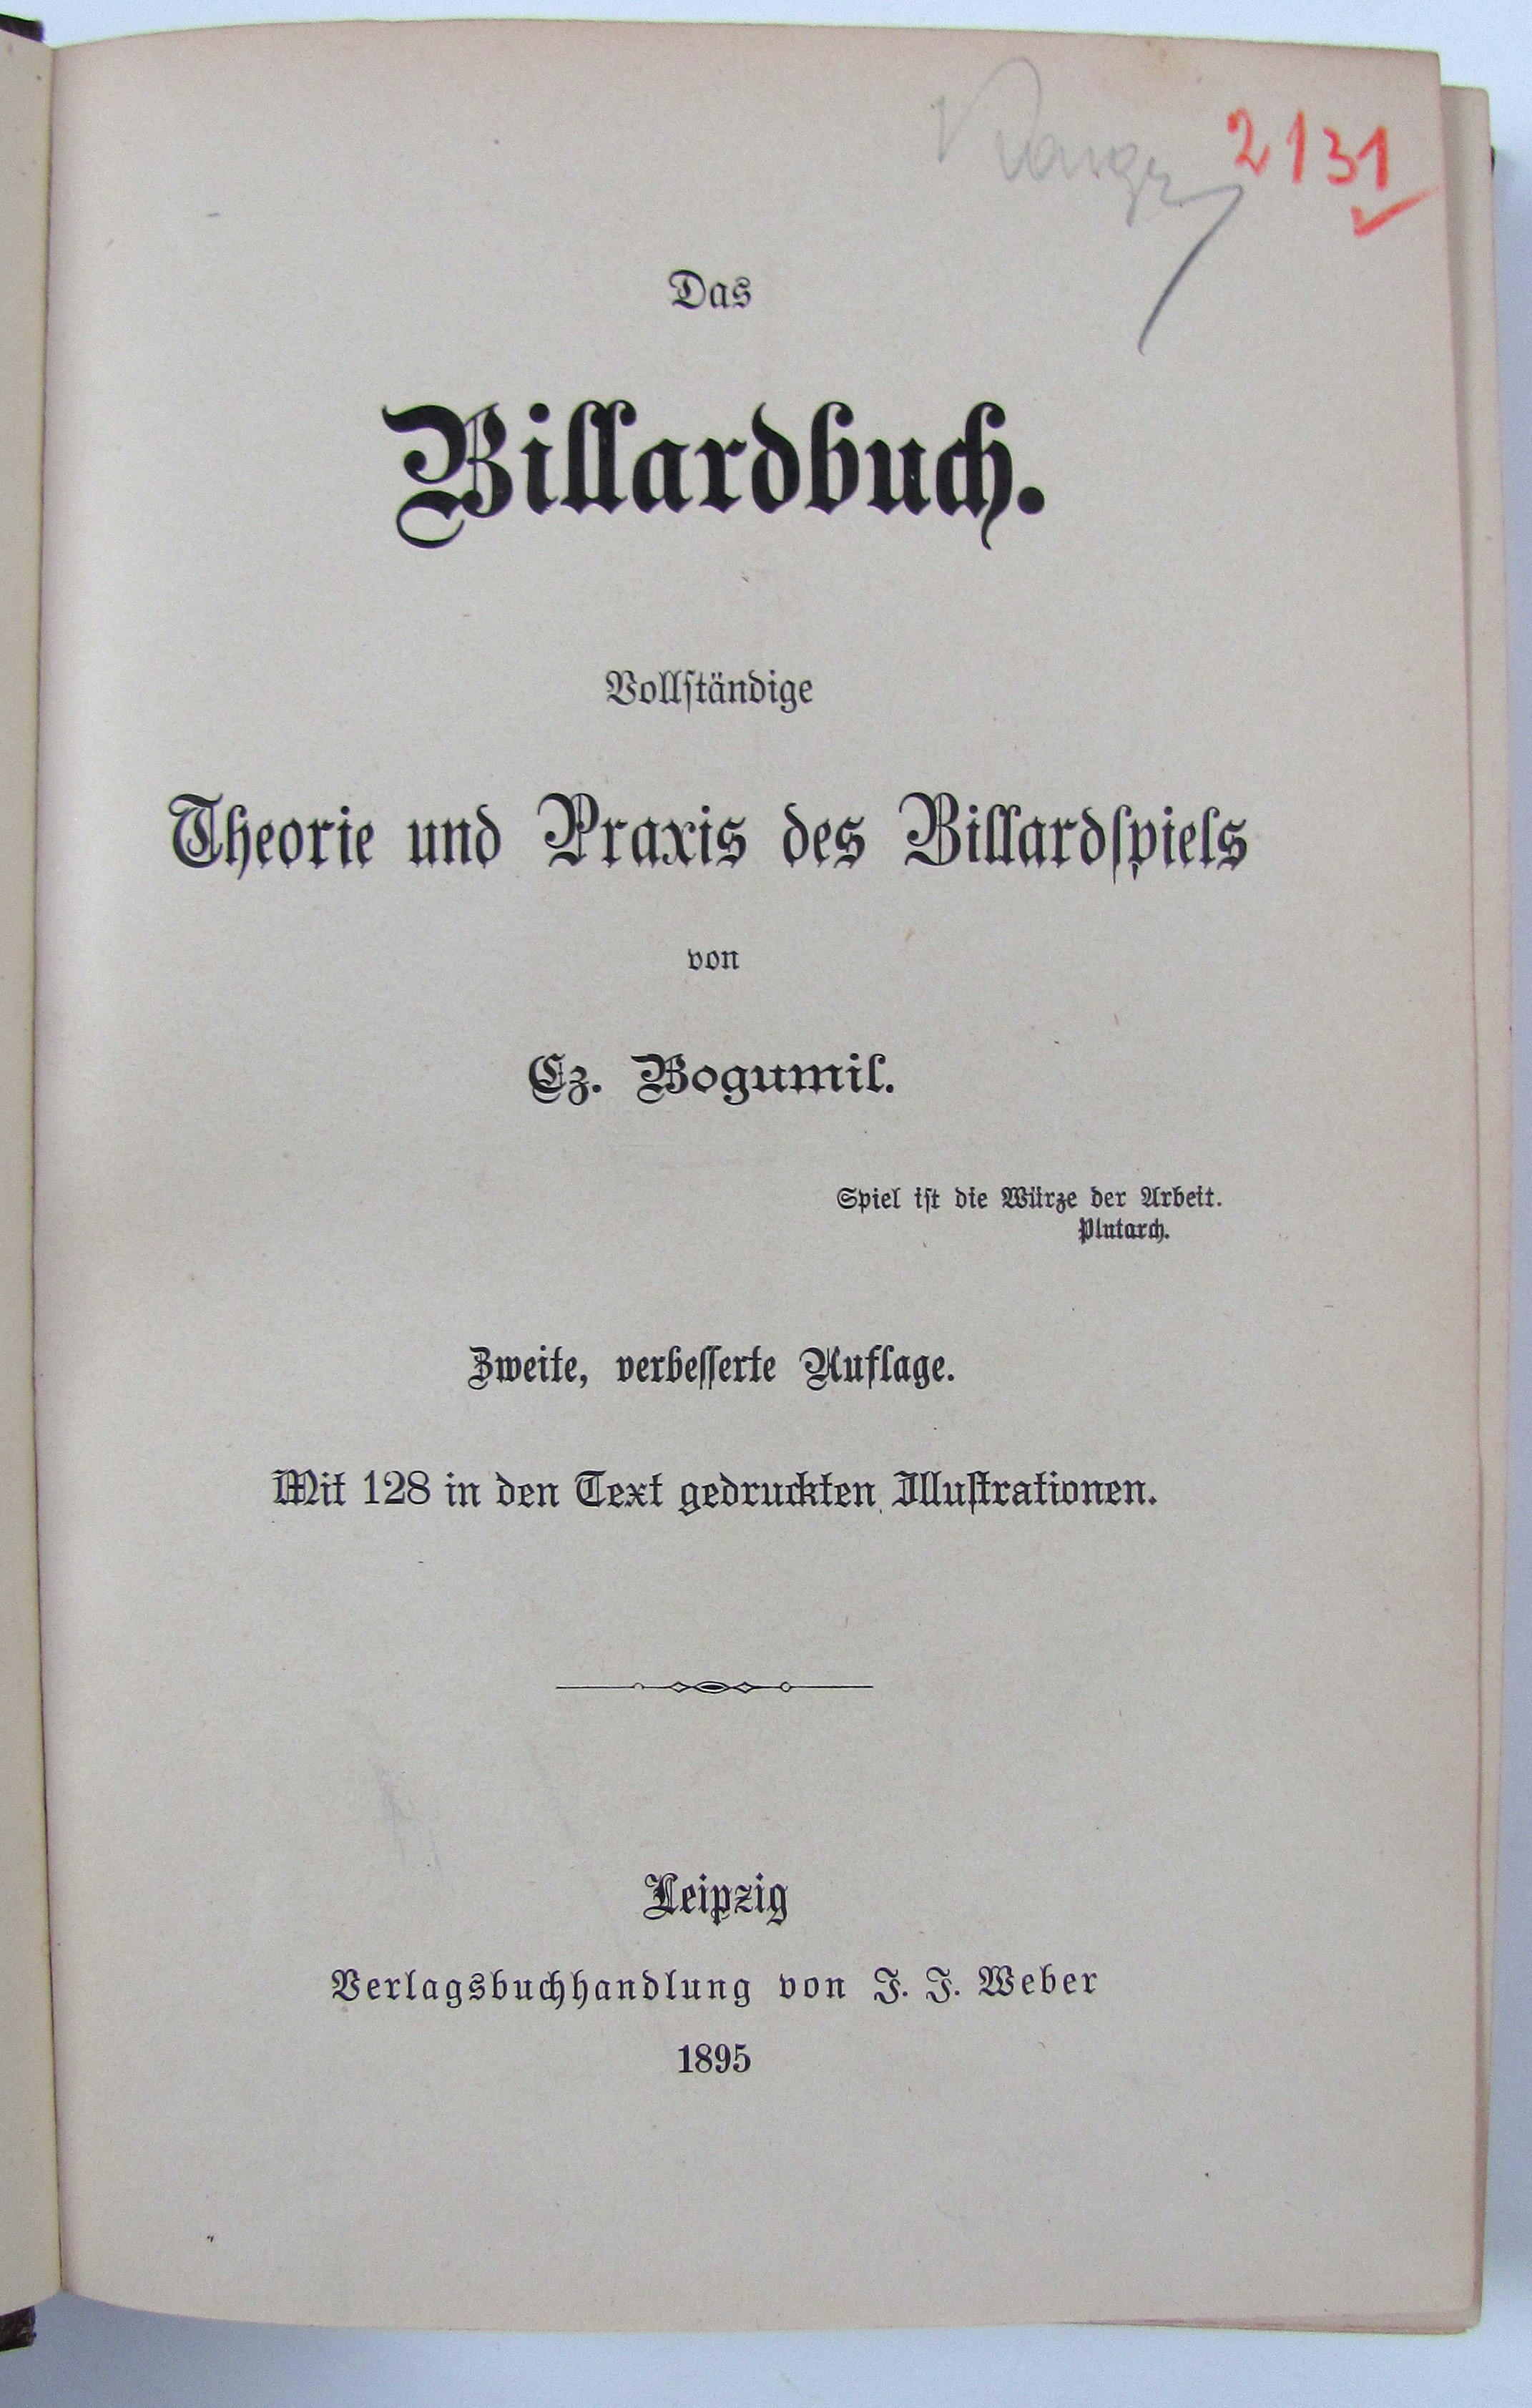 2131
Das
Billardbuch.
Vollſtändige
Theorie und Praxis des Billardſpiels
von
Cz. Bogumil.
Spiel iſt die Würze der Arbeit.
Plutarch.
Zweite, verbeſſerte Auflage.
Mit 128 in den Text gedruckten Illuſtrationen.
Leipzig
Verlagsbuchhandlung von J. J. Weber
1895